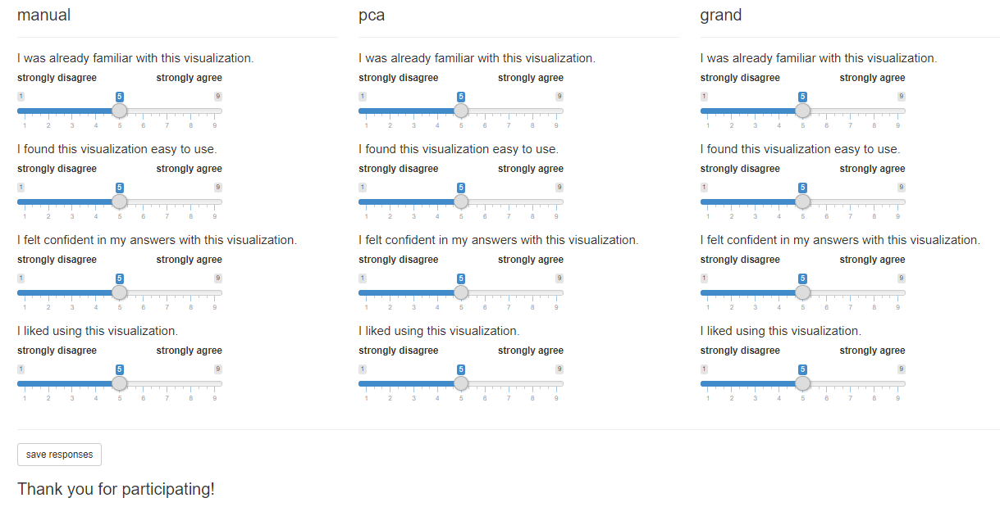 manual pca grand
I was already familiar with this visualization. I was already familiar with this visualization. I was already familiar with this visualization.
strongly disagree strongly agree strongly disagree strongly agree strongly disagree strongly agree
1 5 9 1 5 9 1 5 9
1 2 3 4 5 6 7 8 9 1 2 3 4 5 6 7 8 9 1 2 3 4 5 6 7 8 9
I found this visualization easy to use. I found this visualization easy to use. I found this visualization easy to use.
strongly disagree strongly agree strongly disagree strongly agree strongly disagree strongly agree
1 5 9 1 5 9 1 5 9
1 2 3 4 5 6 7 8 9 1 2 3 4 5 6 7 8 9 1 2 3 4 5 6 7 8 9
I felt confident in my answers with this visualization. I felt confident in my answers with this visualization. I felt confident in my answers with this visualization.
strongly disagree strongly agree strongly disagree strongly agree strongly disagree strongly agree
1 5 9 1 5 9 1 5 9
1 2 3 4 5 6 7 8 9 1 2 3 4 5 6 7 8 9 1 2 3 4 5 6 7 8 9
I liked using this visualization. I liked using this visualization. I liked using this visualization.
strongly disagree strongly agree strongly disagree strongly agree strongly disagree strongly agree
1 5 9 1 5 9 1 5 9
1 2 3 4 5 6 7 8 9 1 2 3 4 5 6 7 8 9 1 2 3 4 5 6 7 8 9
save responses
Thank you for participating!